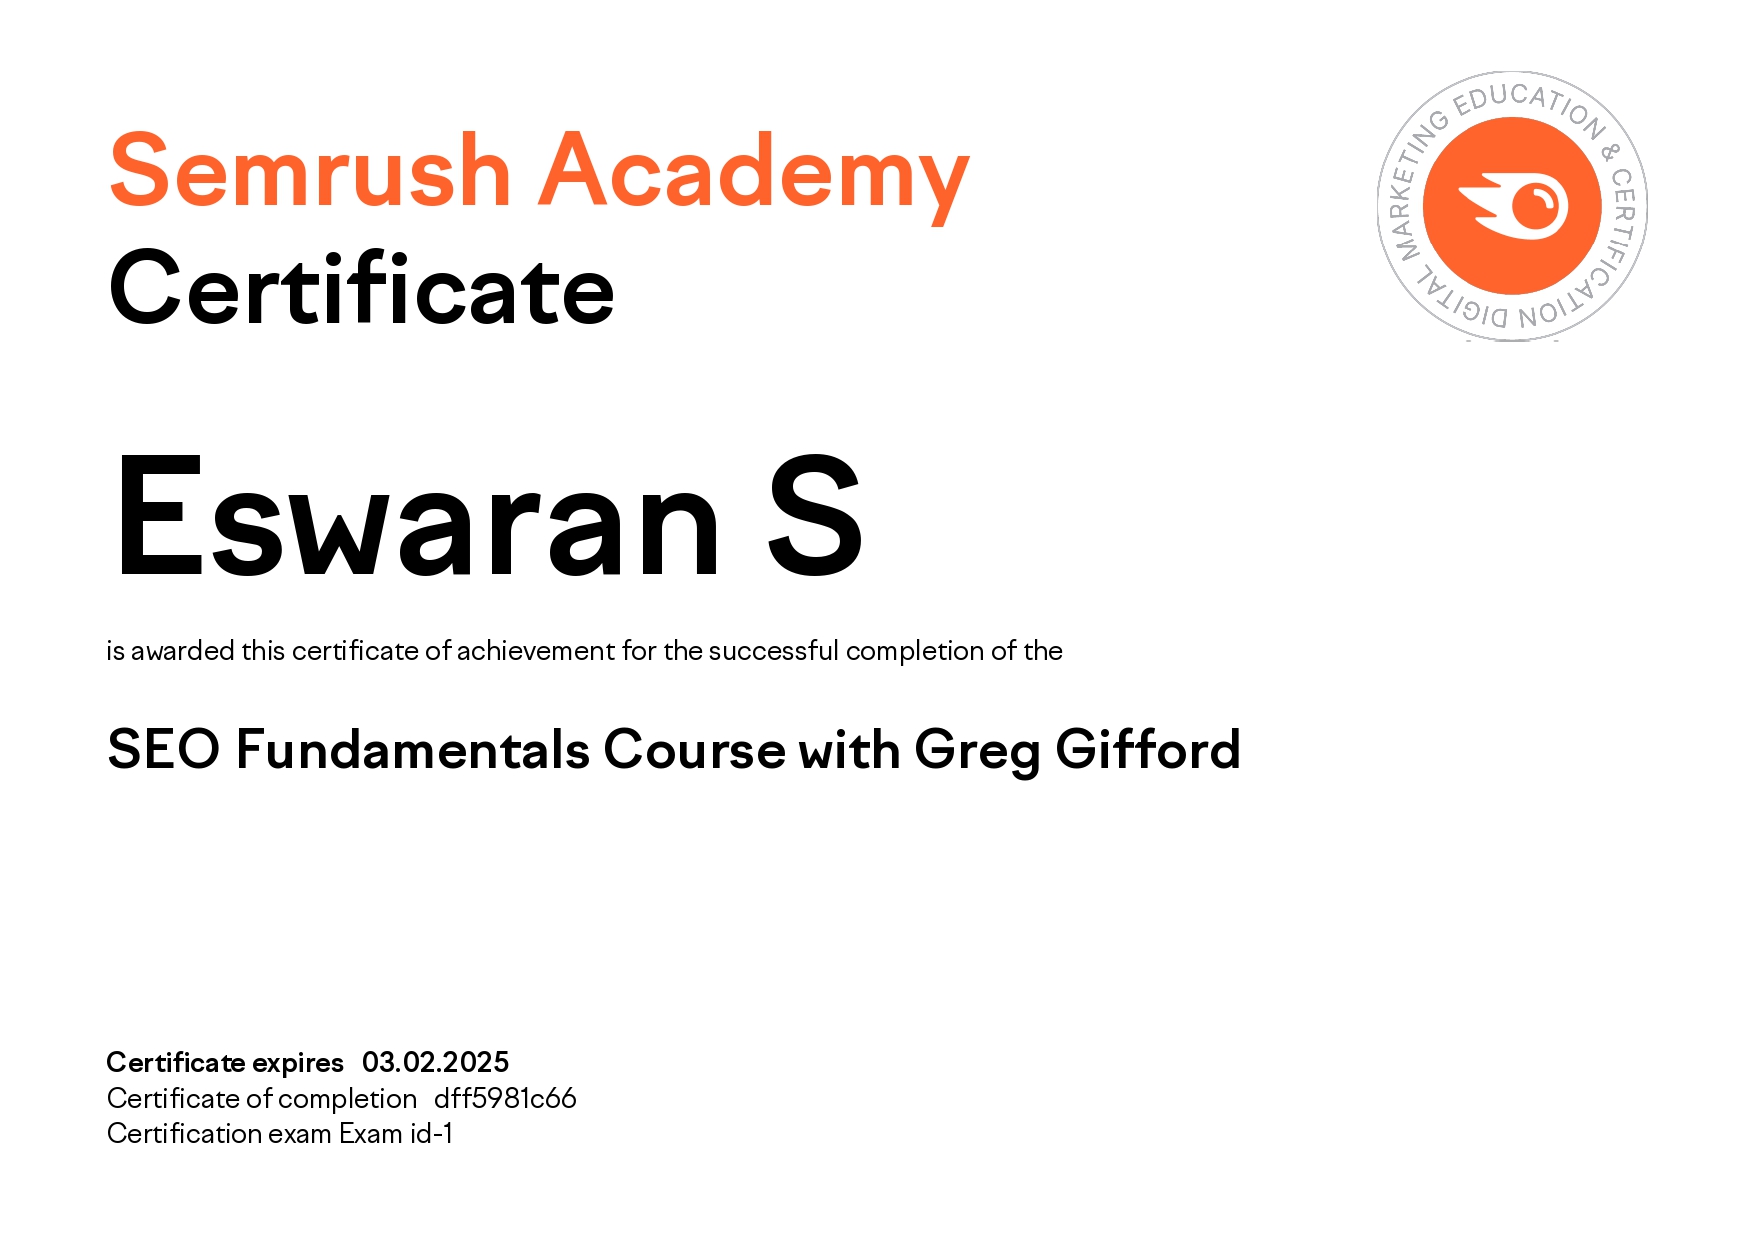 Semrush Academy
Certificate
DIGITAL MARKETING EDUCATION & CERTIFICATION
Eswaran S
is awarded this certificate of achievement for the successful completion of the
SEO Fundamentals Course with Greg Gifford
Certificate expires 03.02.2025
Certificate of completion dff5981c66
Certification exam Exam id-1